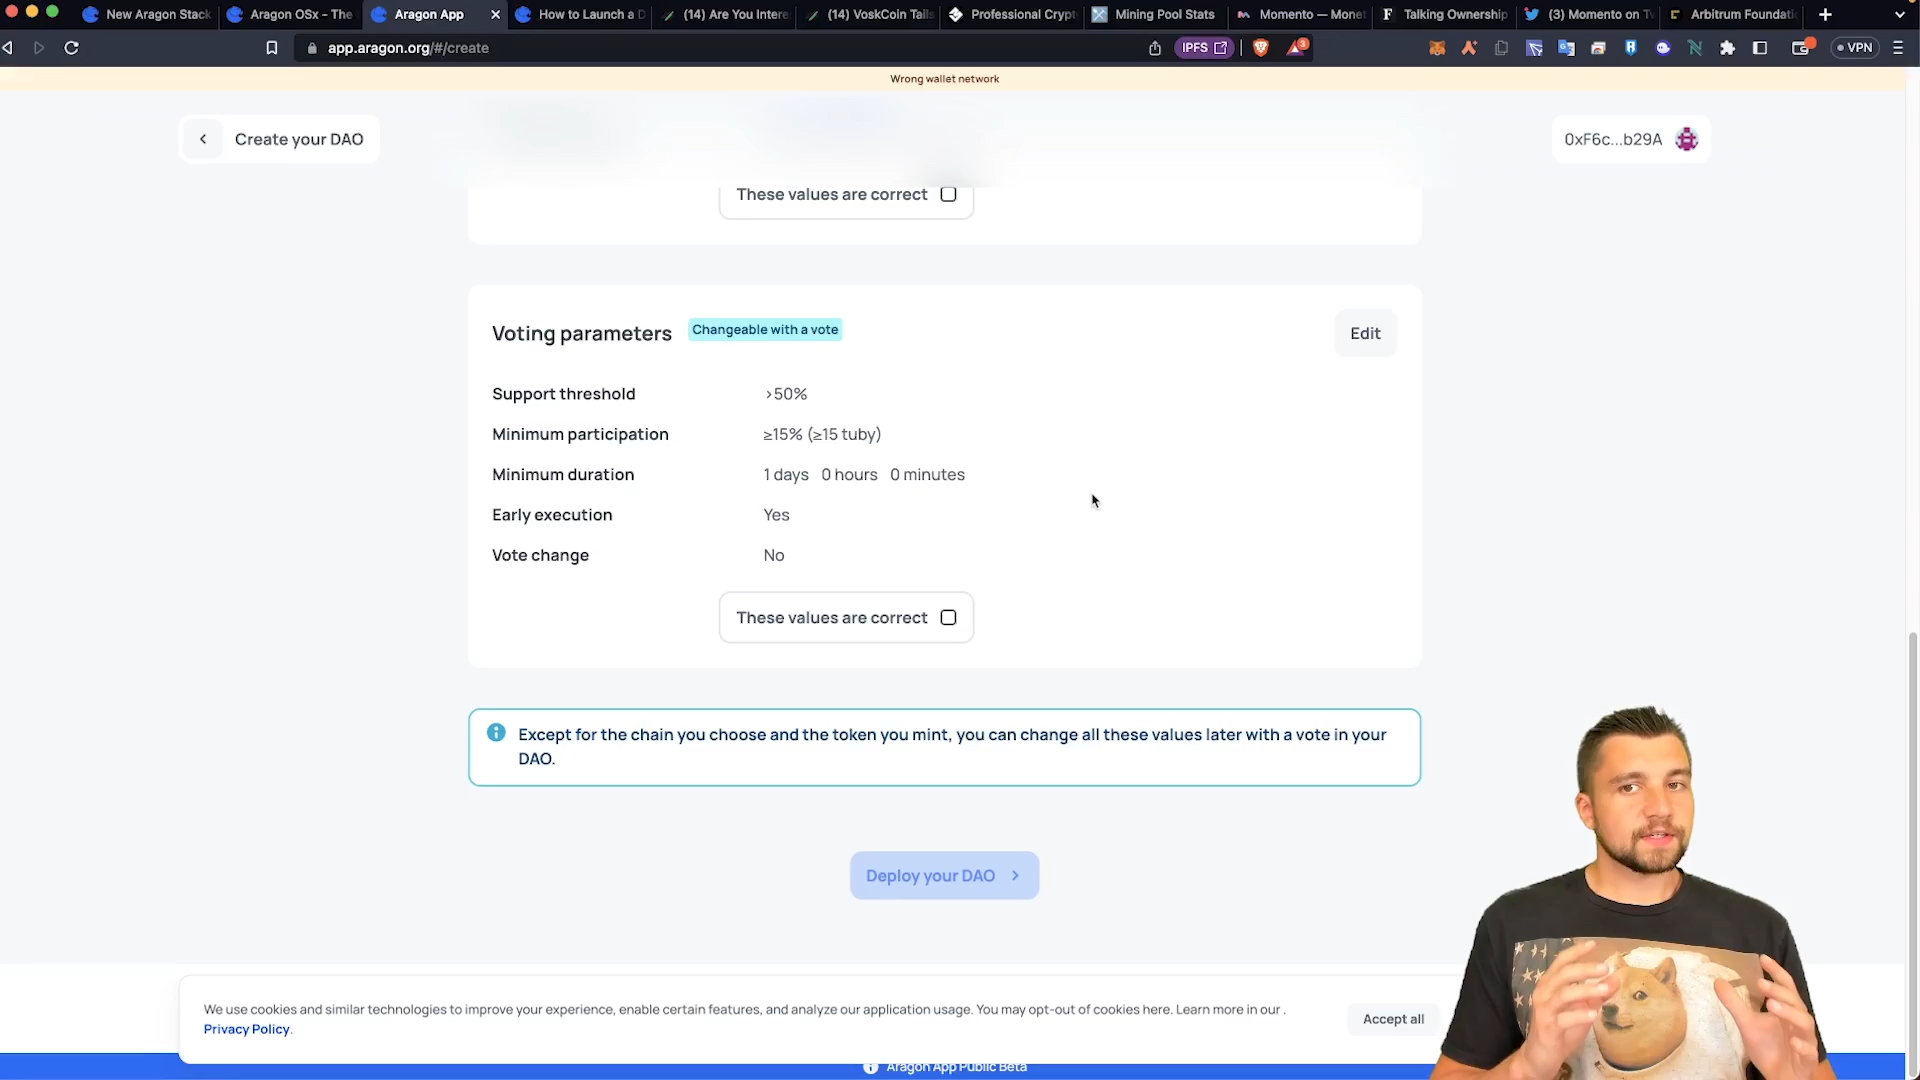 New Aragon Stack
Aragon OSx – The
Aragon App
How to Launch a D
(14) Are You Intere
(14) VoskCoin Tails
Professional Crypt
Mining Pool Stats
Momento — Monet
Talking Ownership
(3) Momento on Tw
Arbitrum Foundatio
app.aragon.org/#/create
IPFS
3
VPN
Wrong wallet network
Create your DAO
0xF6c...b29A
These values are correct
Voting parameters
Changeable with a vote
Edit
Support threshold
>50%
Minimum participation
≥15% (≥15 tuby)
Minimum duration
1 days 0 hours 0 minutes
Early execution
Yes
Vote change
No
These values are correct
Except for the chain you choose and the token you mint, you can change all these values later with a vote in your
DAO.
Deploy your DAO
We use cookies and similar technologies to improve your experience, enable certain features, and analyze our application usage. You may opt-out of cookies here. Learn more in our .
Privacy Policy.
Accept all
Aragon App Public Beta